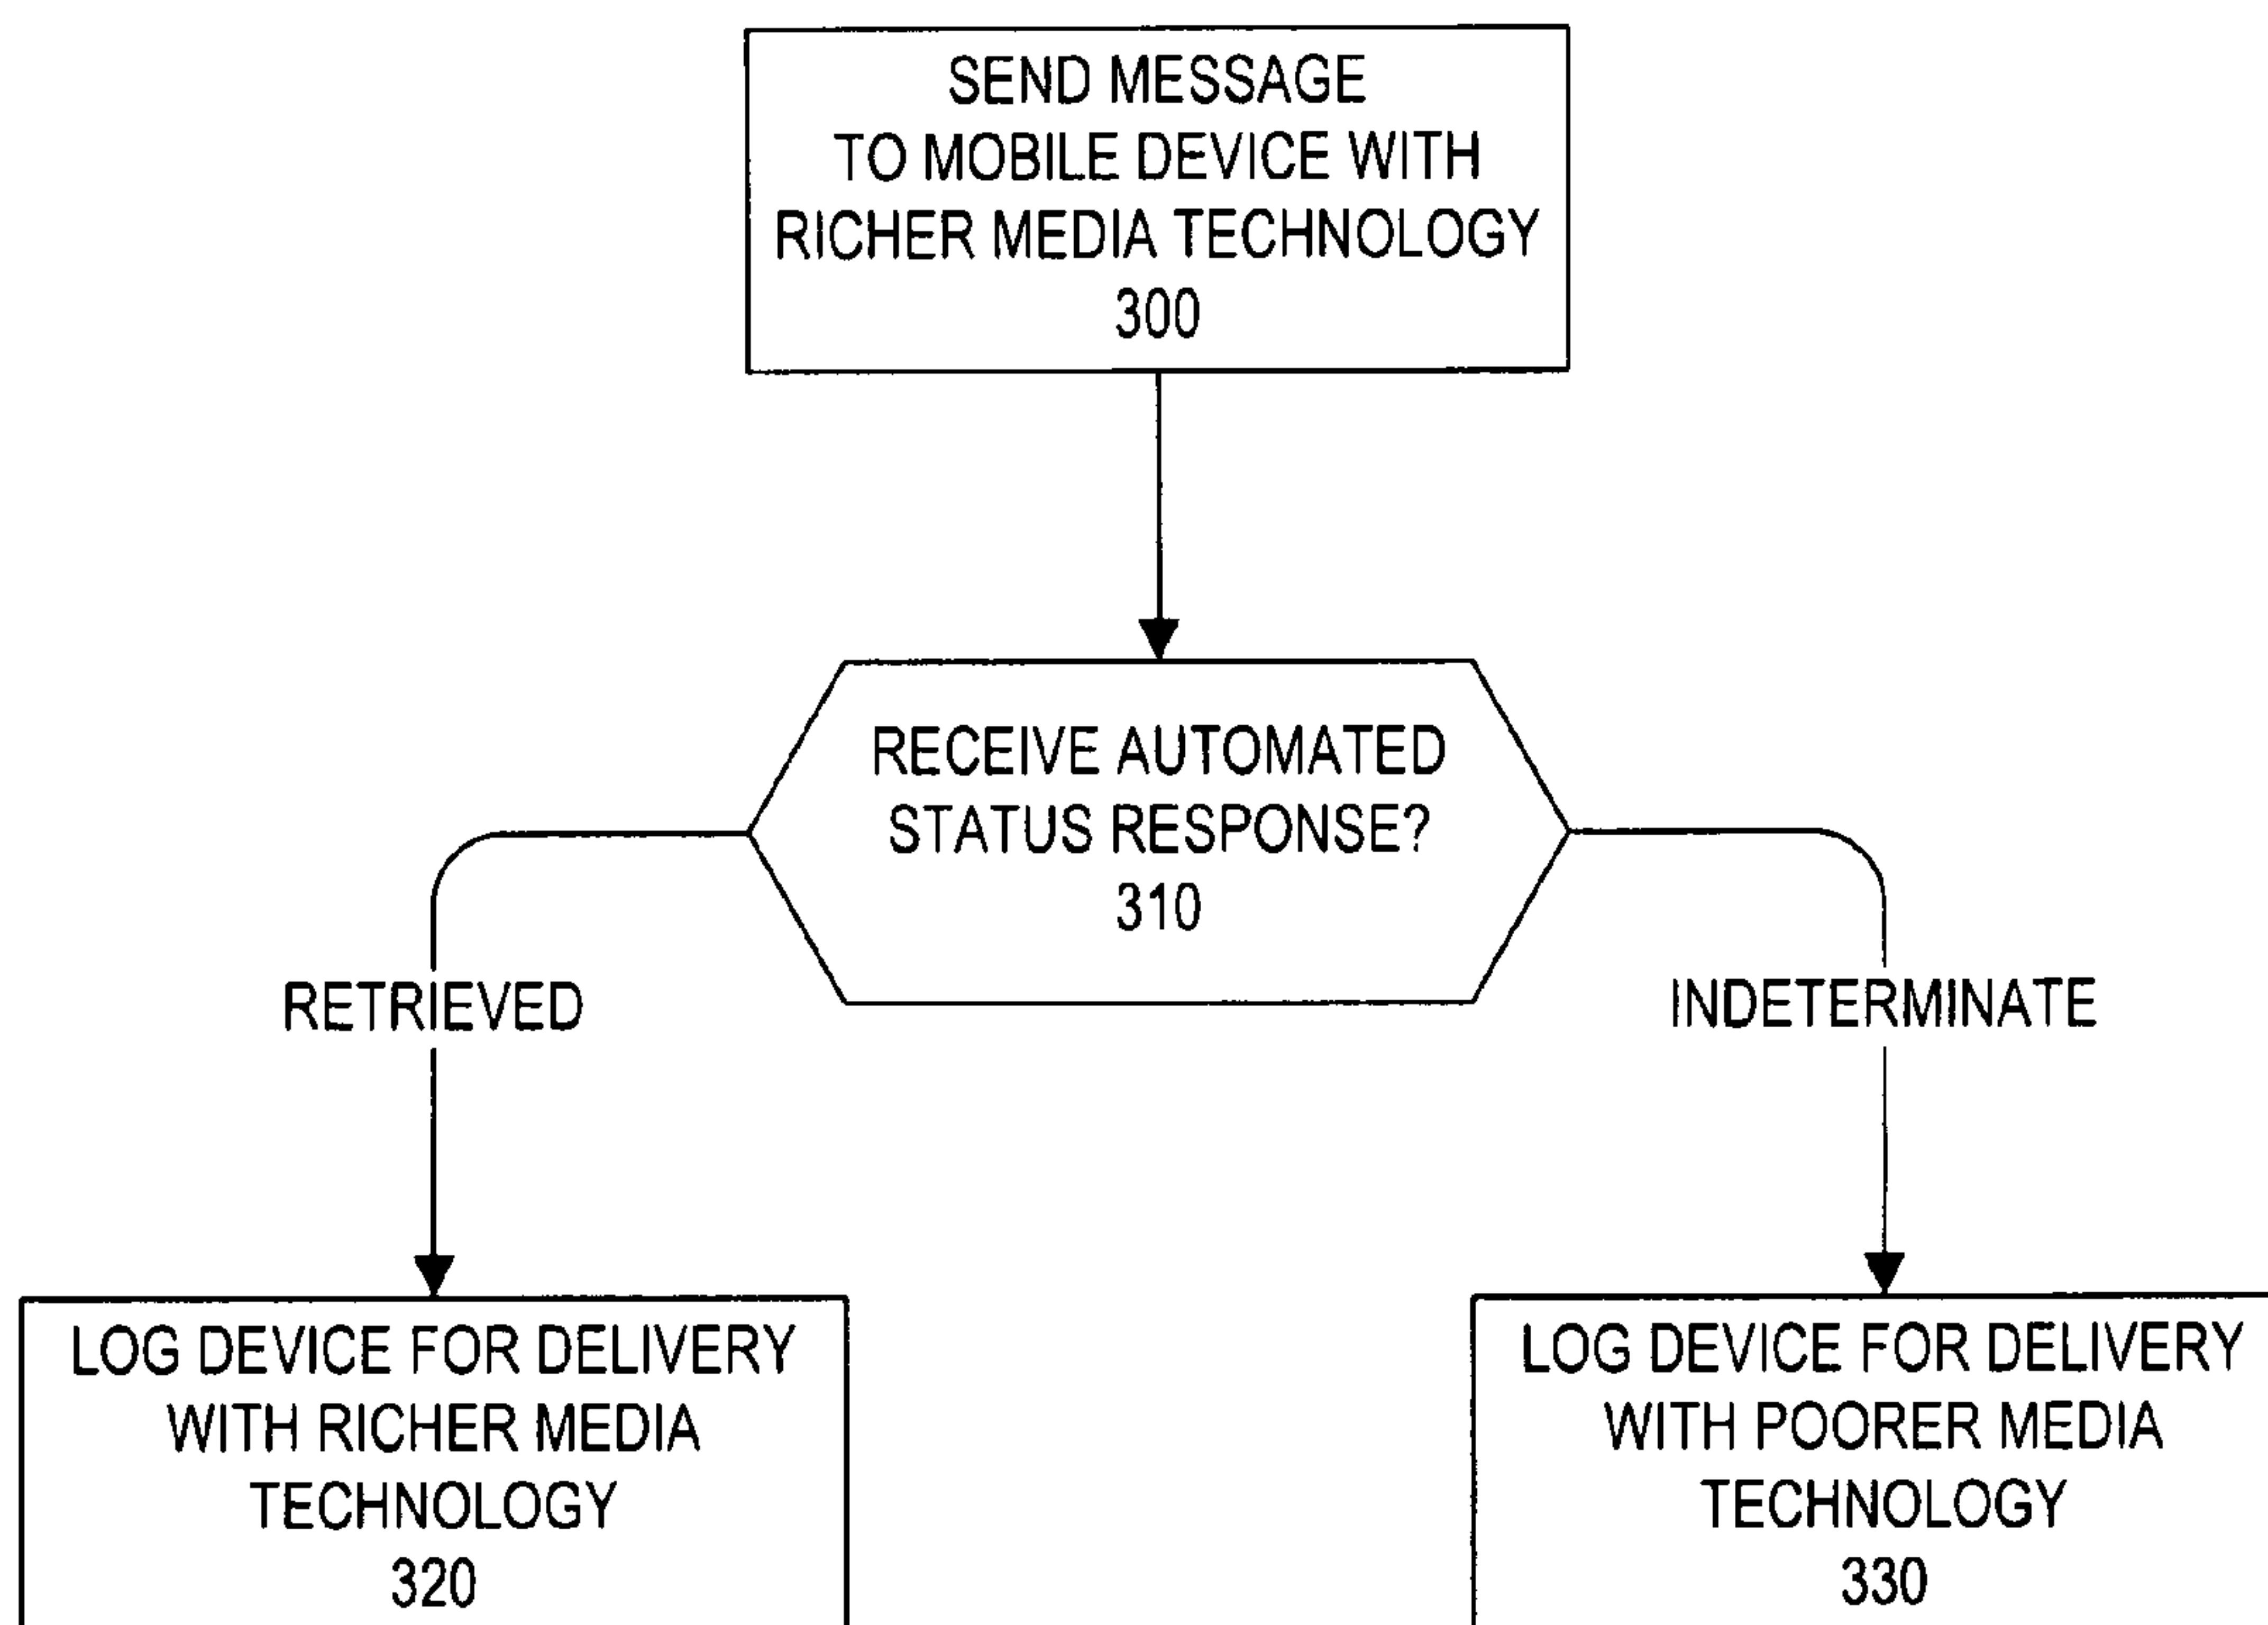 SEND MESSAGE
TO MOBILE DEVICE WITH
RICHER MEDIA TECHNOLOGY
300
RECEIVE AUTOMATED
STATUS RESPONSE?
310
RETRIEVED
INDETERMINATE
LOG DEVICE FOR DELIVERY
WITH RICHER MEDIA
TECHNOLOGY
320
LOG DEVICE FOR DELIVERY
WITH POORER MEDIA
TECHNOLOGY
330